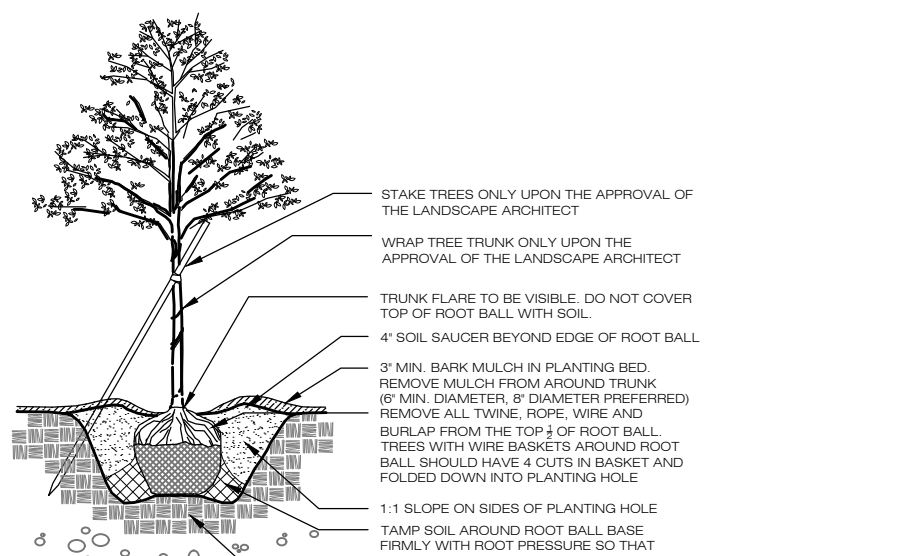 STAKE TREES ONLY UPON THE APPROVAL OF
THE LANDSCAPE ARCHITECT
WRAP TREE TRUNK ONLY UPON THE
APPROVAL OF THE LANDSCAPE ARCHITECT
TRUNK FLARE TO BE VISIBLE. DO NOT COVER
TOP OF ROOT BALL WITH SOIL.
4" SOIL SAUCER BEYOND EDGE OF ROOT BALL
3" MIN. BARK MULCH IN PLANTING BED.
REMOVE MULCH FROM AROUND TRUNK
(6" MIN. DIAMETER, 8" DIAMETER PREFERRED)
REMOVE ALL TWINE, ROPE, WIRE AND
BURLAP FROM THE TOP 1/2 OF ROOT BALL.
TREES WITH WIRE BASKETS AROUND ROOT
BALL SHOULD HAVE 4 CUTS IN BASKET AND
FOLDED DOWN INTO PLANTING HOLE
1:1 SLOPE ON SIDES OF PLANTING HOLE
TAMP SOIL AROUND ROOT BALL BASE
FIRMLY WITH ROOT PRESSURE SO THAT